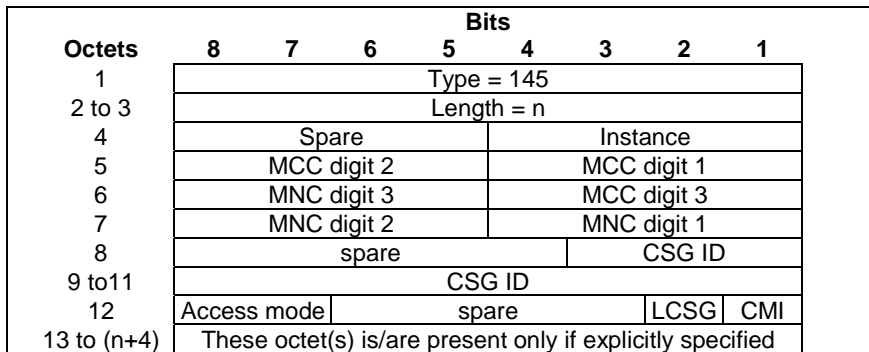 Bits
Octets 8 7 6 5 4 3 2 1
1 Type = 145
2 to 3 Length = n
4 Spare Instance
5 MCC digit 2 MCC digit 1
6 MNC digit 3 MCC digit 3
7 MNC digit 2 MNC digit 1
8 spare CSG ID
9 to11 CSG ID
12 Access mode spare LCSG CMI
13 to (n+4) These octet(s) is/are present only if explicitly specified